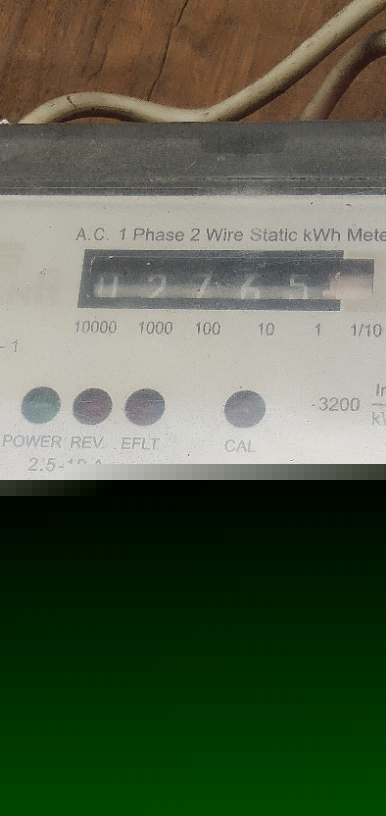 A.C. 1 Phase 2 Wire Static kWh Mete
0 2 7 6 5
10000 1000 100 10 1 1/10
- 1
3200
POWER REV. EFLT. CAL